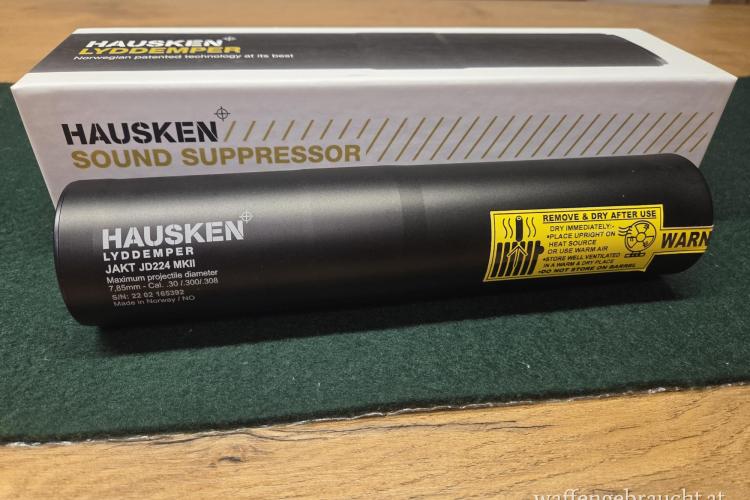 HAUSKEN
LYDDEMPER
Norwegian patented technology at its best
HAUSKEN
SOUND SUPPRESSOR
HAUSKEN
LYDDEMPER
JAKT JD224 MKII
Maximum projectile diameter
7,85mm - Cal. .30 /.300/.308
S/N: 22 02 165392
Made in Norway / NO
REMOVE & DRY AFTER USE
DRY IMMEDIATELY:-
•PLACE UPRIGHT ON
HEAT SOURCE
OR USE WARM AIR
•STORE WELL VENTILATED
IN A WARM & DRY PLACE
•DO NOT STORE ON BARREL
WARN
waffengebraucht.at